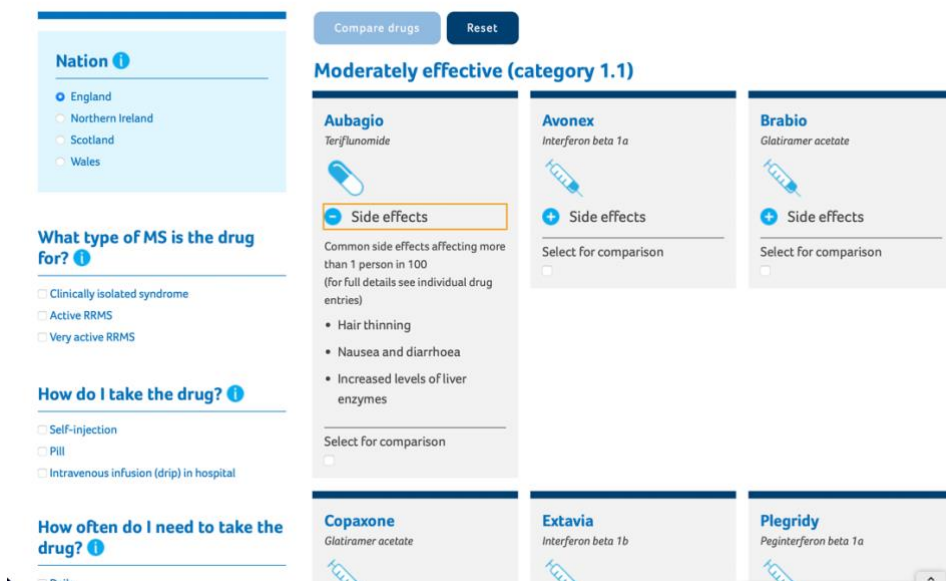 Nation
England
Northern Ireland
Scotland
Wales
What type of MS is the drug
for?
Clinically isolated syndrome
Active RRMS
Very active RRMS
How do I take the drug?
Self-injection
Pill
Intravenous infusion (drip) in hospital
How often do I need to take the
drug?
Compare drugs
Reset
Moderately effective (category 1.1)
Aubagio
Teriflunomide
Side effects
Common side effects affecting more
than 1 person in 100
(for full details see individual drug
entries)
• Hair thinning
• Nausea and diarrhoea
• Increased levels of liver
enzymes
Select for comparison
Avonex
Interferon beta 1a
Side effects
Select for comparison
Brabio
Glatiramer acetate
Side effects
Select for comparison
Copaxone
Glatiramer acetate
Extavia
Interferon beta 1b
Plegridy
Peginterferon beta 1a